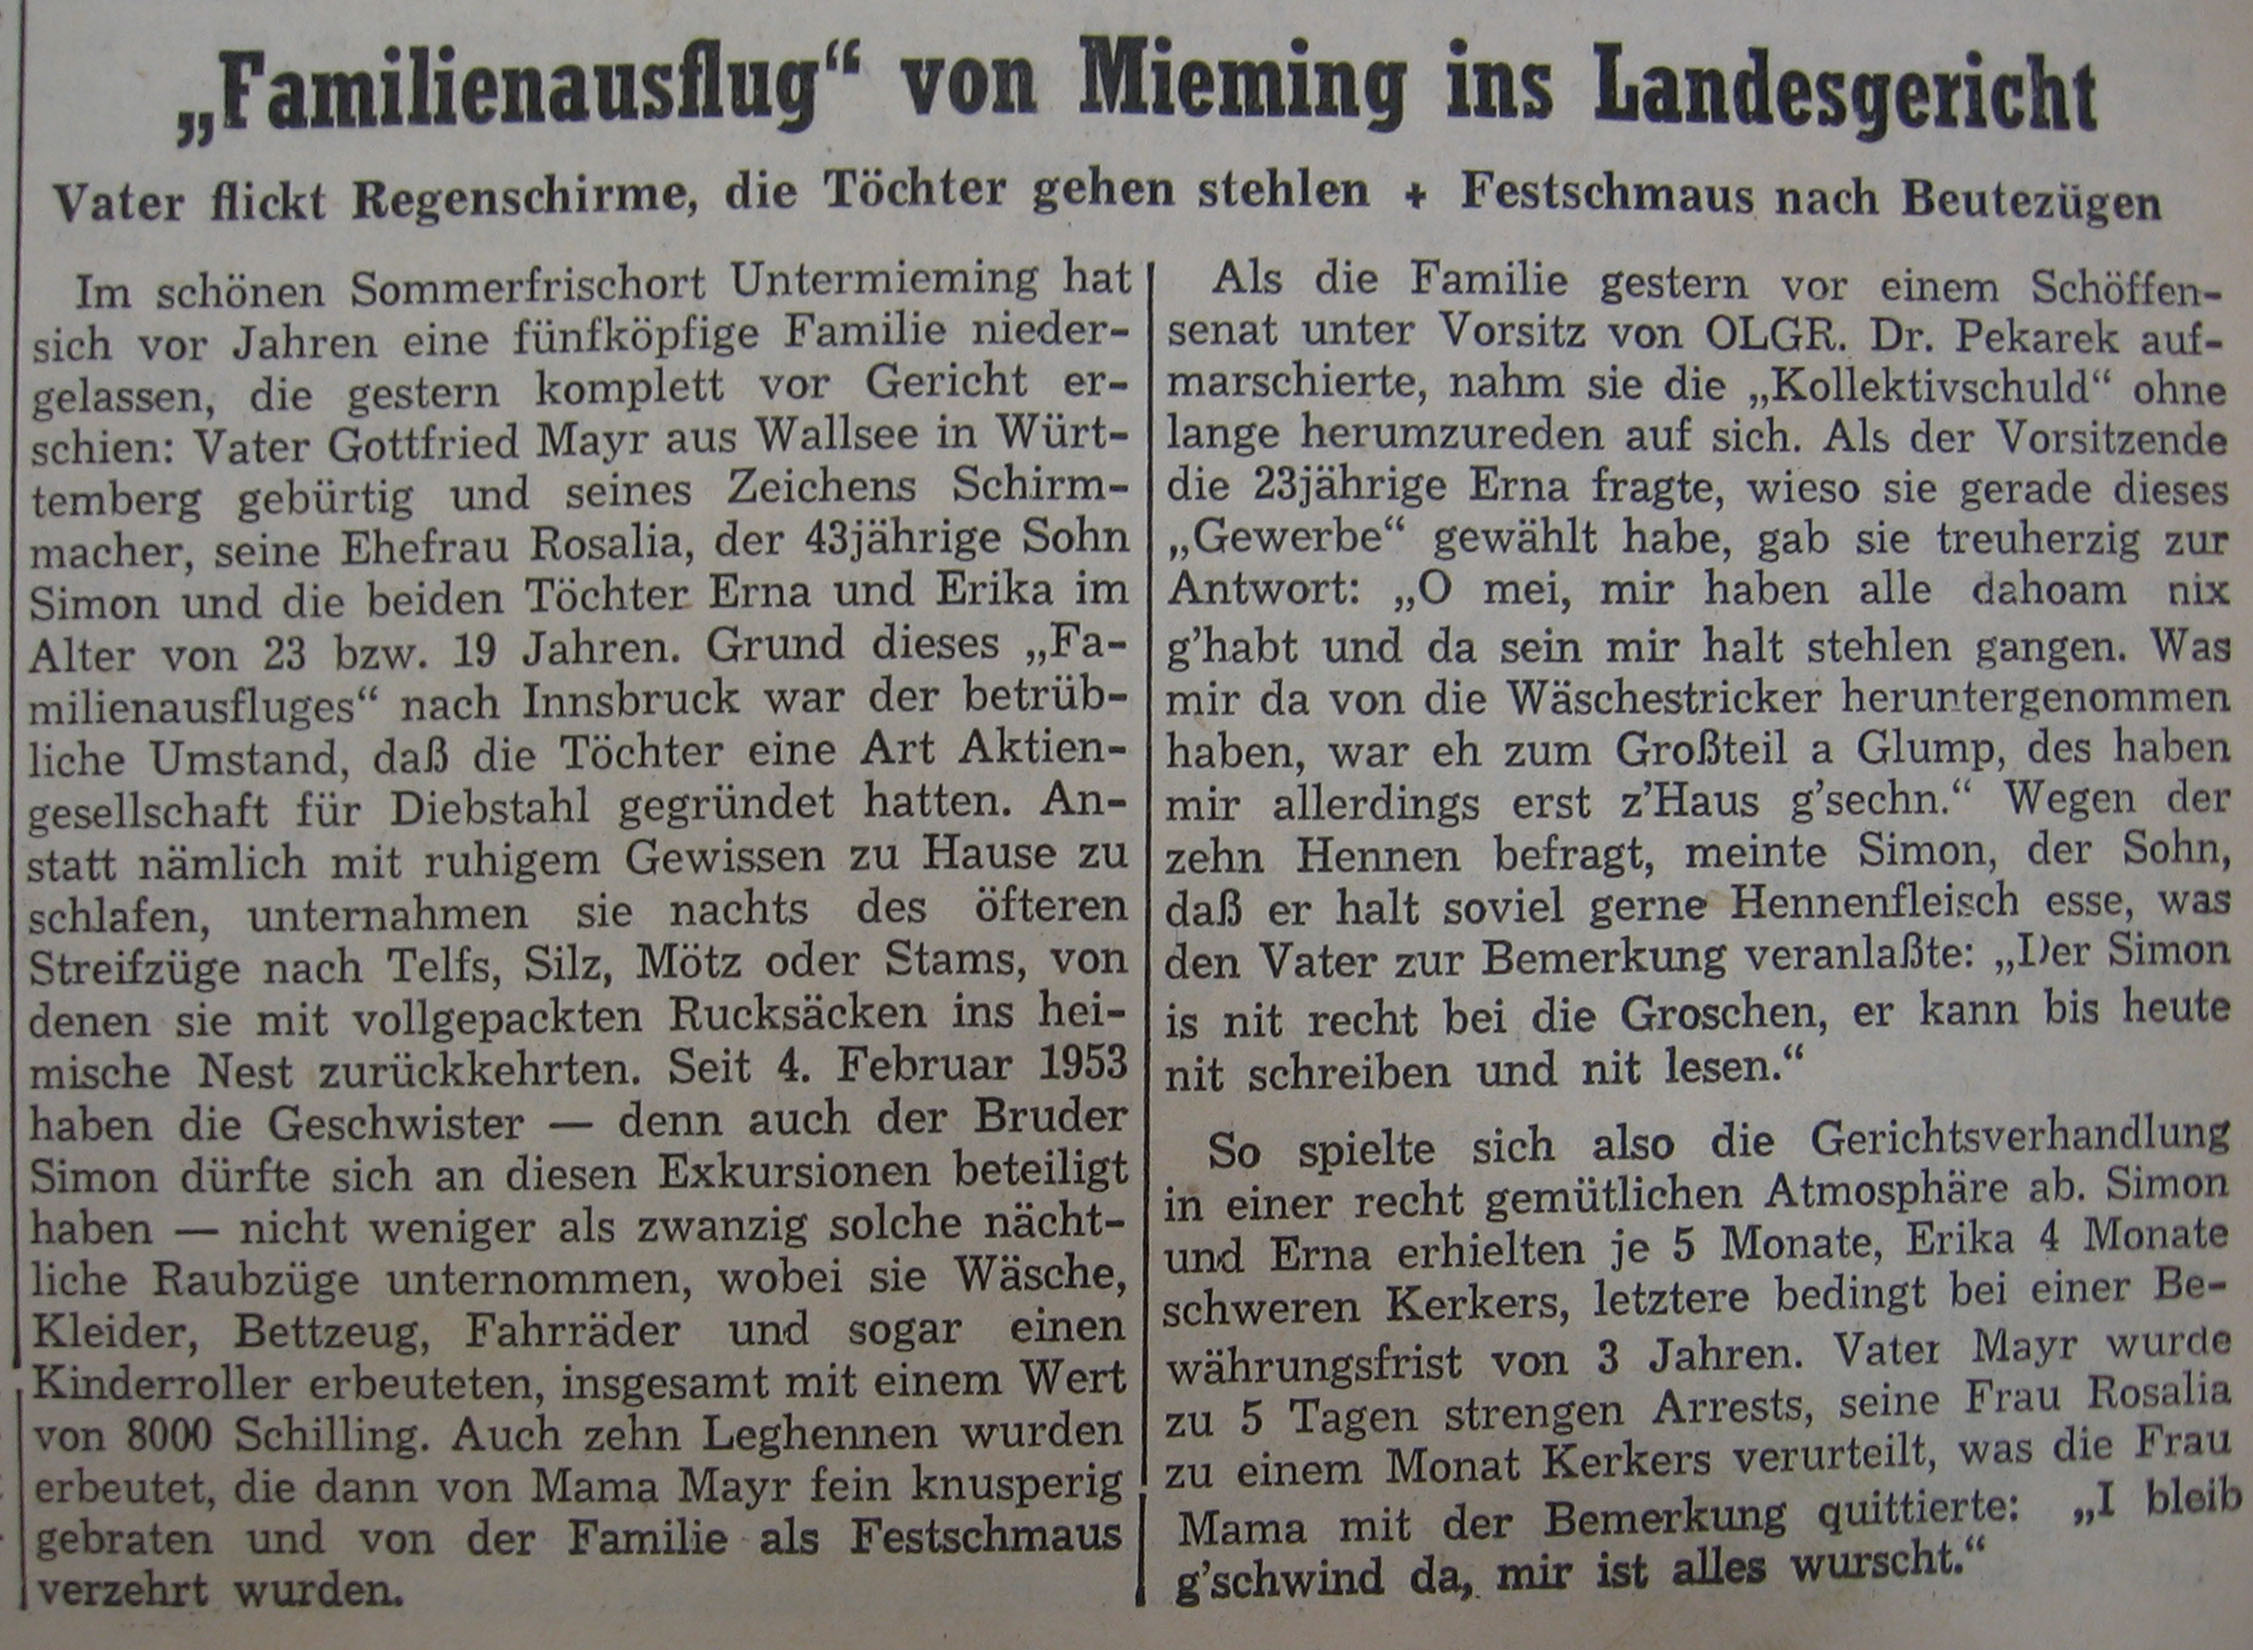 „Familienausflug“ von Mieming ins Landesgericht
Vater flickt Regenschirme, die Töchter gehen stehlen + Festschmaus nach Beutezügen
Im schönen Sommerfrischort Untermieming hat
sich vor Jahren eine fünfköpfige Familie nieder-
gelassen, die gestern komplett vor Gericht er-
schien: Vater Gottfried Mayr aus Wallsee in Würt-
temberg gebürtig und seines Zeichens Schirm-
macher, seine Ehefrau Rosalia, der 43jährige Sohn
Simon und die beiden Töchter Erna und Erika im
Alter von 23 bzw. 19 Jahren. Grund dieses „Fa-
milienausfluges“ nach Innsbruck war der betrüb-
liche Umstand, daß die Töchter eine Art Aktien-
gesellschaft für Diebstahl gegründet hatten. An-
statt nämlich mit ruhigem Gewissen zu Hause zu
schlafen, unternahmen sie nachts des öfteren
Streifzüge nach Telfs, Silz, Mötz oder Stams, von
denen sie mit vollgepackten Rucksäcken ins hei-
mische Nest zurückkehrten. Seit 4. Februar 1953
haben die Geschwister — denn auch der Bruder
Simon dürfte sich an diesen Exkursionen beteiligt
haben — nicht weniger als zwanzig solche nächt-
liche Raubzüge unternommen, wobei sie Wäsche,
Kleider, Bettzeug, Fahrräder und sogar einen
Kinderroller erbeuteten, insgesamt mit einem Wert
von 8000 Schilling. Auch zehn Leghennen wurden
erbeutet, die dann von Mama Mayr fein knusperig
gebraten und von der Familie als Festschmaus
verzehrt wurden.
Als die Familie gestern vor einem Schöffen-
senat unter Vorsitz von OLGR. Dr. Pekarek auf-
marschierte, nahm sie die „Kollektivschuld“ ohne
lange herumzureden auf sich. Als der Vorsitzende
die 23jährige Erna fragte, wieso sie gerade dieses
„Gewerbe“ gewählt habe, gab sie treuherzig zur
Antwort: „O mei, mir haben alle dahoam nix
g'habt und da sein mir halt stehlen gangen. Was
mir da von die Wäschestricker heruntergenommen
haben, war eh zum Großteil a Glump, des haben
mir allerdings erst z'Haus g'sechn.“ Wegen der
zehn Hennen befragt, meinte Simon, der Sohn,
daß er halt soviel gerne Hennenfleisch esse, was
den Vater zur Bemerkung veranlaßte: „Der Simon
is nit recht bei die Groschen, er kann bis heute
nit schreiben und nit lesen.“
So spielte sich also die Gerichtsverhandlung
in einer recht gemütlichen Atmosphäre ab. Simon
und Erna erhielten je 5 Monate, Erika 4 Monate
schweren Kerkers, letztere bedingt bei einer Be-
währungsfrist von 3 Jahren. Vater Mayr wurde
zu 5 Tagen strengen Arrests, seine Frau Rosalia
zu einem Monat Kerkers verurteilt, was die Frau
Mama mit der Bemerkung quittierte: „I bleib
g'schwind da, mir ist alles wurscht.“